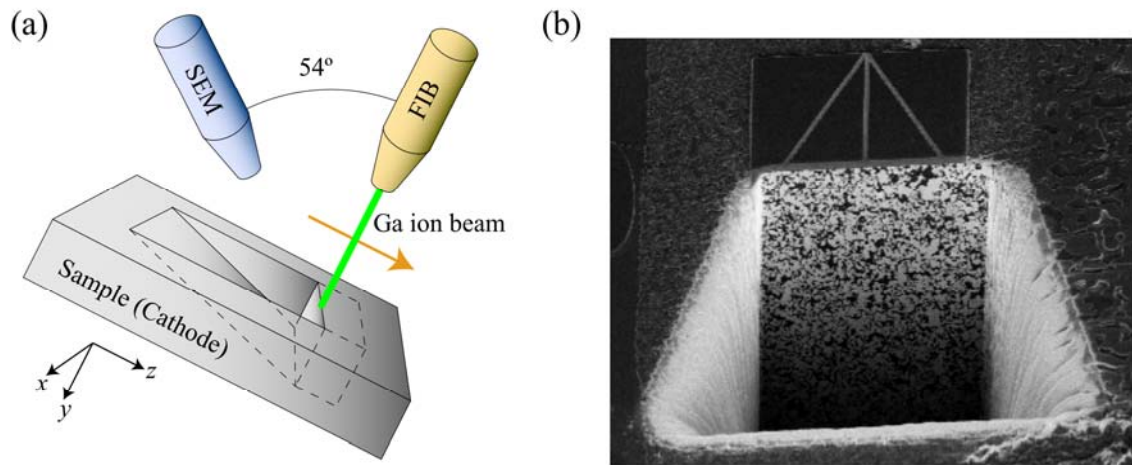 (a)
(b)
SEM
54º
FIB
Ga ion beam
Sample (Cathode)
x
y
z